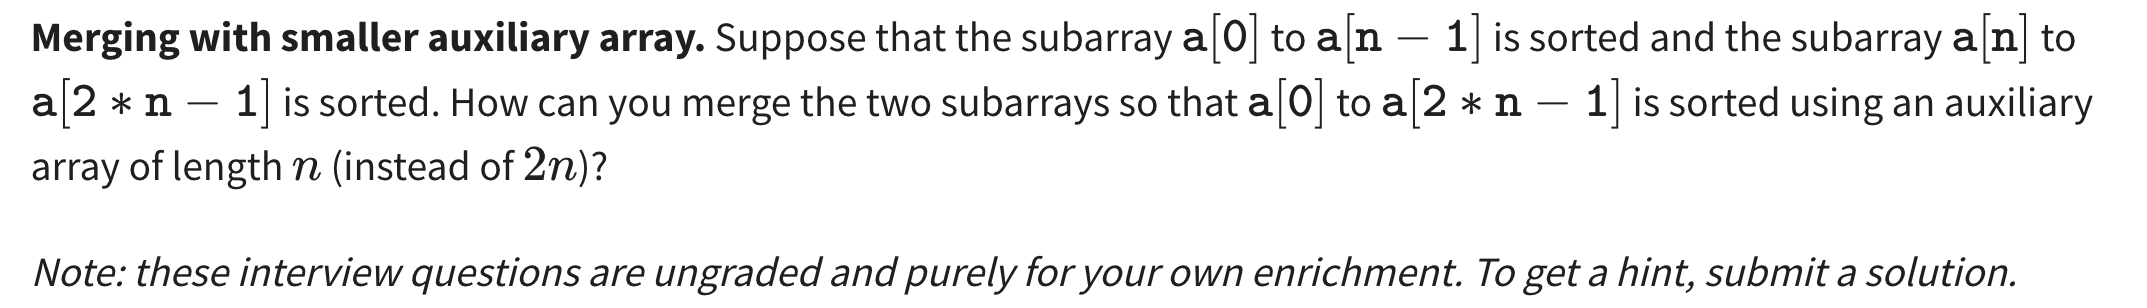 Merging with smaller auxiliary array. Suppose that the subarray a[0] to a[n − 1] is sorted and the subarray a[n] to
a[2 * n − 1] is sorted. How can you merge the two subarrays so that a[0] to a[2 * n − 1] is sorted using an auxiliary
array of length n (instead of 2n)?
Note: these interview questions are ungraded and purely for your own enrichment. To get a hint, submit a solution.